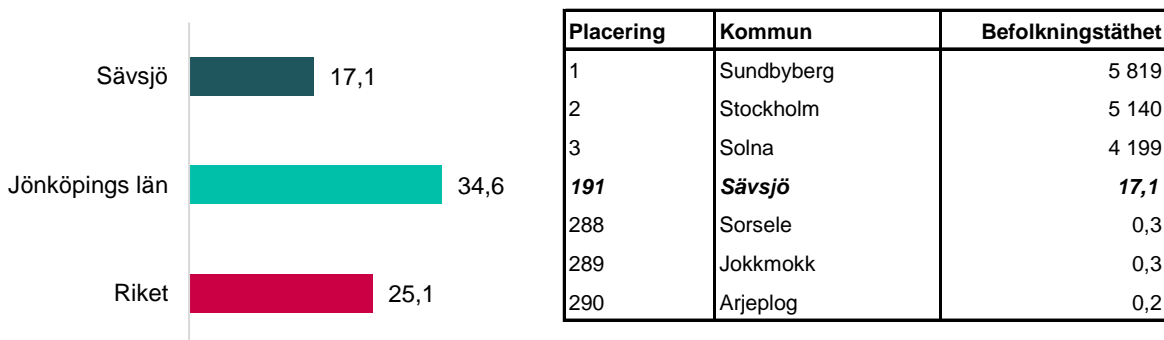 Sävsjö 17,1
Jönköpings län 34,6
Riket 25,1
Placering Kommun Befolkningstäthet
1 Sundbyberg 5 819
2 Stockholm 5 140
3 Solna 4 199
191 Sävsjö 17,1
288 Sorsele 0,3
289 Jokkmokk 0,3
290 Arjeplog 0,2